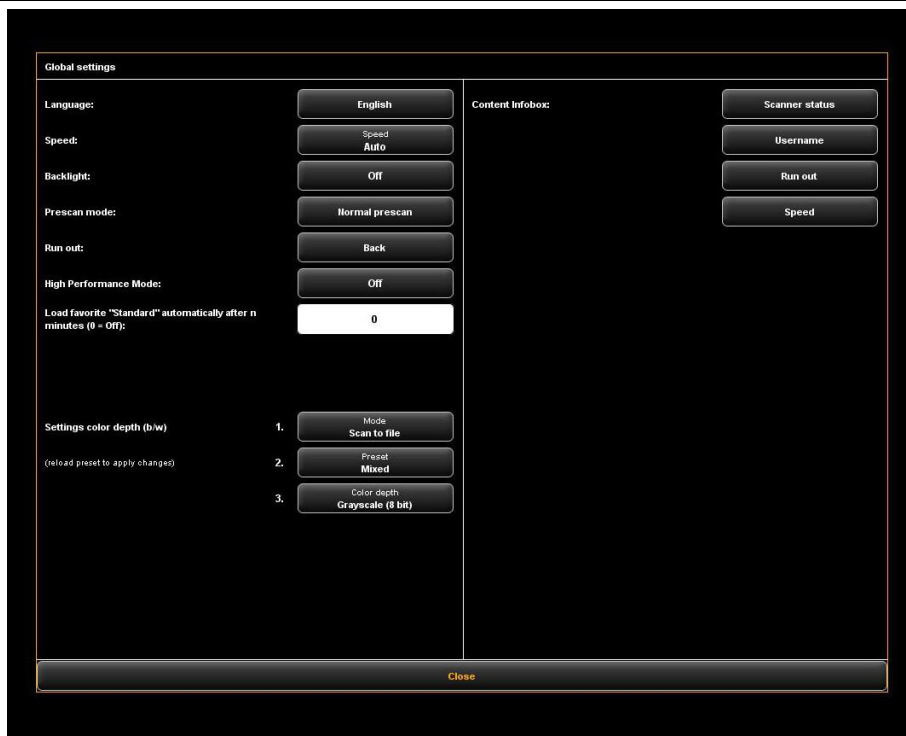 Global settings
Language:
English
Speed:
Speed
Auto
Backlight:
Off
Prescan mode:
Normal prescan
Run out:
Back
High Performance Mode:
Off
Load favorite "Standard" automatically after n
minutes (0 = Off):
0
Settings color depth (b/w)
1.
Mode
Scan to file
(reload preset to apply changes)
2.
Preset
Mixed
3.
Color depth
Grayscale (8 bit)
Content Infobox:
Scanner status
Username
Run out
Speed
Close